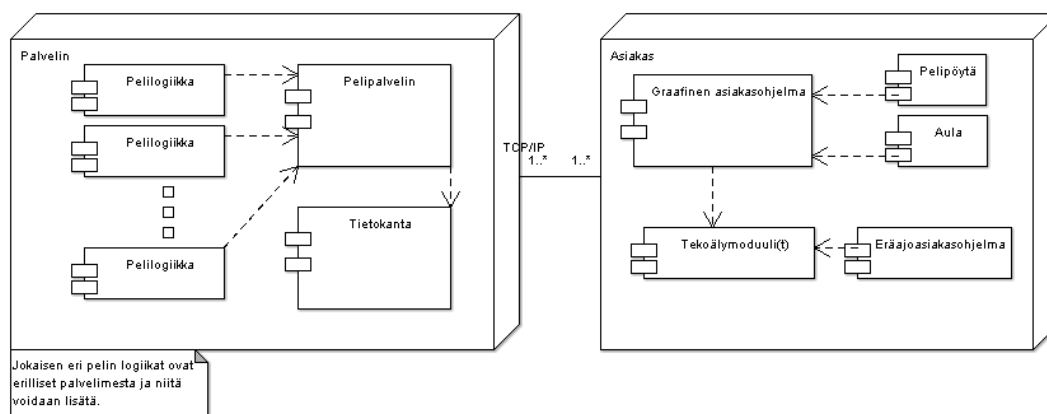 Palvelin
Pelilogiikka
Pelipalvelin
Pelilogiikka
Pelilogiikka
Tietokanta
Jokaisen eri pelin logiikat ovat
erilliset palvelimesta ja niitä
voidaan lisätä.
TCP/IP
1..* 1..*
Asiakas
Graafinen asiakasohjelma
Pelipöytä
Aula
Tekoälymoduuli(t)
Eräajoasiakasohjelma